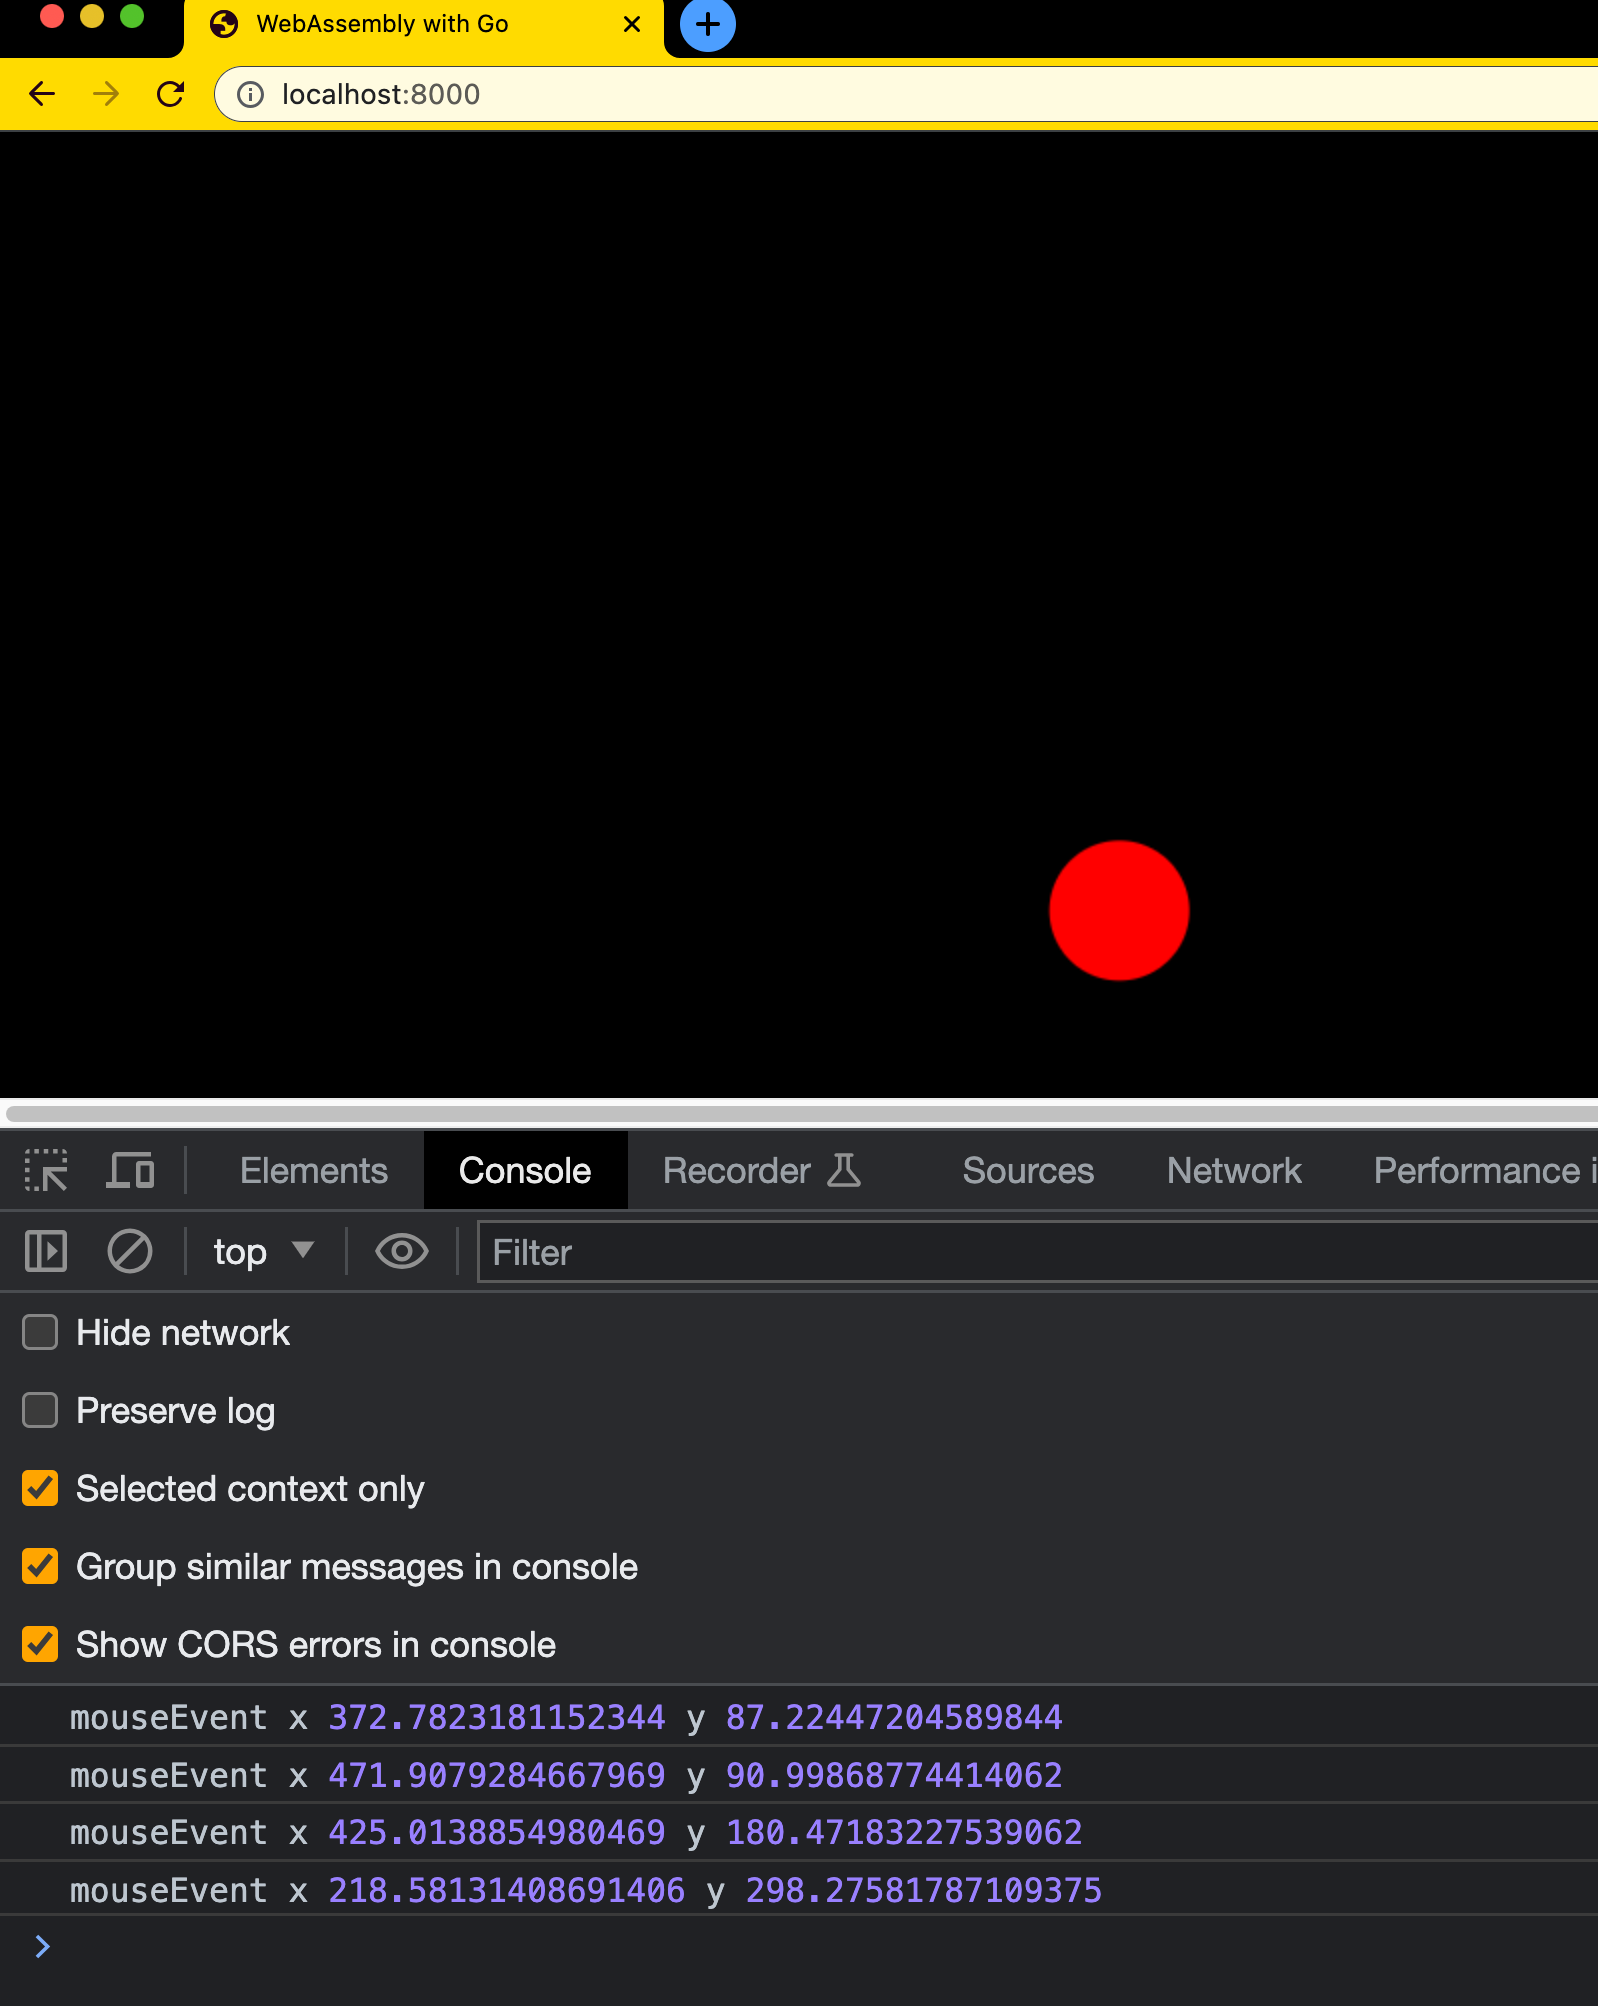 WebAssembly with Go
localhost:8000
Elements Console Recorder Sources Network Performance i
top Filter
Hide network
Preserve log
Selected context only
Group similar messages in console
Show CORS errors in console
mouseEvent x 372.7823181152344 y 87.22447204589844
mouseEvent x 471.9079284667969 y 90.99868774414062
mouseEvent x 425.0138854980469 y 180.47183227539062
mouseEvent x 218.58131408691406 y 298.27581787109375